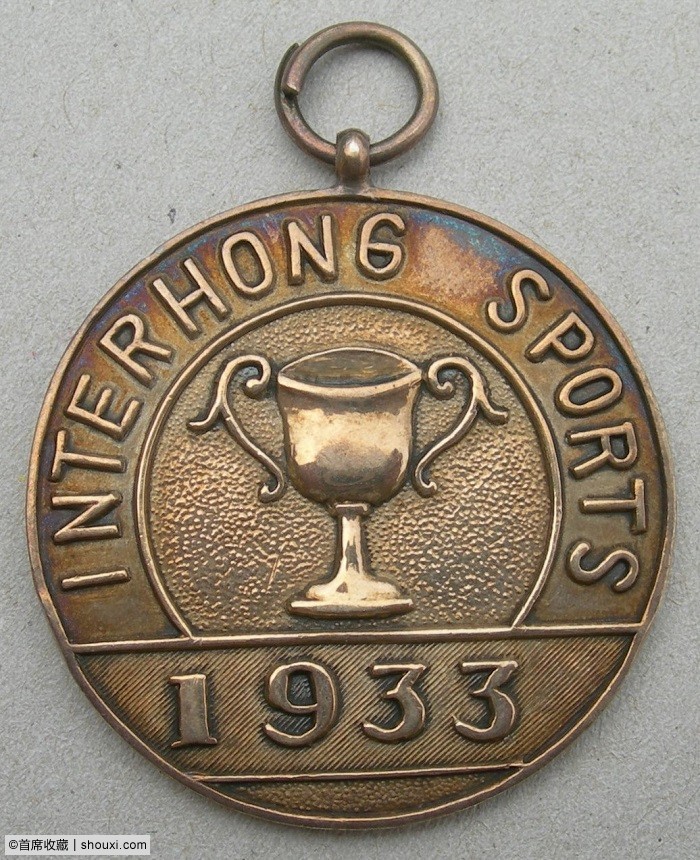 INTERHONG SPORTS
1933
©首席收藏 | shouxi.com